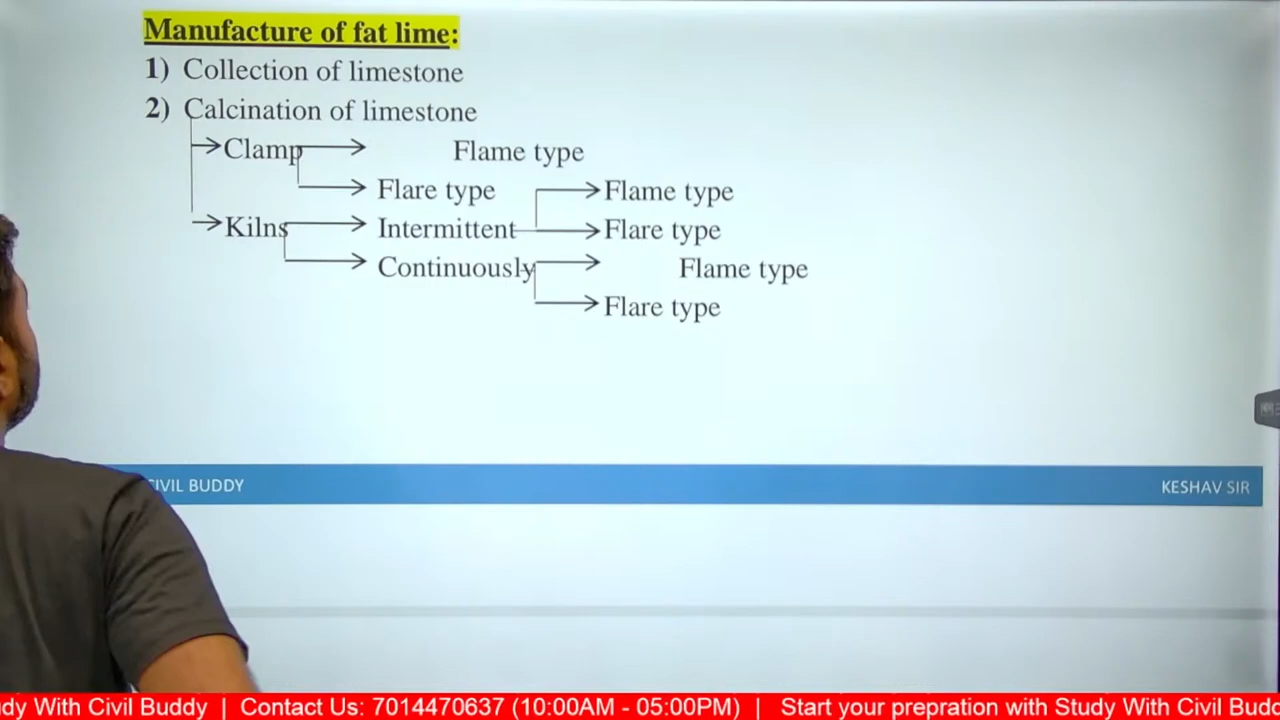 Manufacture of fat lime:
1) Collection of limestone
2) Calcination of limestone
Clamp Flame type
Flare type Flame type
Kilns Intermittent Flare type
Continuously Flame type
Flare type
CIVIL BUDDY KESHAV SIR
dy With Civil Buddy | Contact Us: 7014470637 (10:00AM - 05:00PM) | Start your prepration with Study With Civil Budd